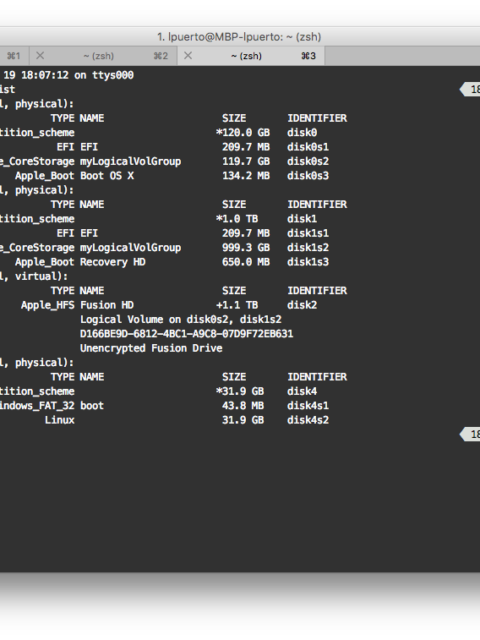 1. lpuerto@MBP-lpuerto: ~ (zsh)
⌘1 ~ (zsh) ⌘2 ~ (zsh) ⌘3
19 18:07:12 on ttys000
ist 18
l, physical):
TYPE NAME SIZE IDENTIFIER
tition_scheme *120.0 GB disk0
EFI EFI 209.7 MB disk0s1
e_CoreStorage myLogicalVolGroup 119.7 GB disk0s2
Apple_Boot Boot OS X 134.2 MB disk0s3
l, physical):
TYPE NAME SIZE IDENTIFIER
tition_scheme *1.0 TB disk1
EFI EFI 209.7 MB disk1s1
e_CoreStorage myLogicalVolGroup 999.3 GB disk1s2
Apple_Boot Recovery HD 650.0 MB disk1s3
l, virtual):
TYPE NAME SIZE IDENTIFIER
Apple_HFS Fusion HD +1.1 TB disk2
Logical Volume on disk0s2, disk1s2
D166BE9D-6812-4BC1-A9C8-07D9F72EB631
Unencrypted Fusion Drive
l, physical):
TYPE NAME SIZE IDENTIFIER
tition_scheme *31.9 GB disk4
indows_FAT_32 boot 43.8 MB disk4s1
Linux 31.9 GB disk4s2
18